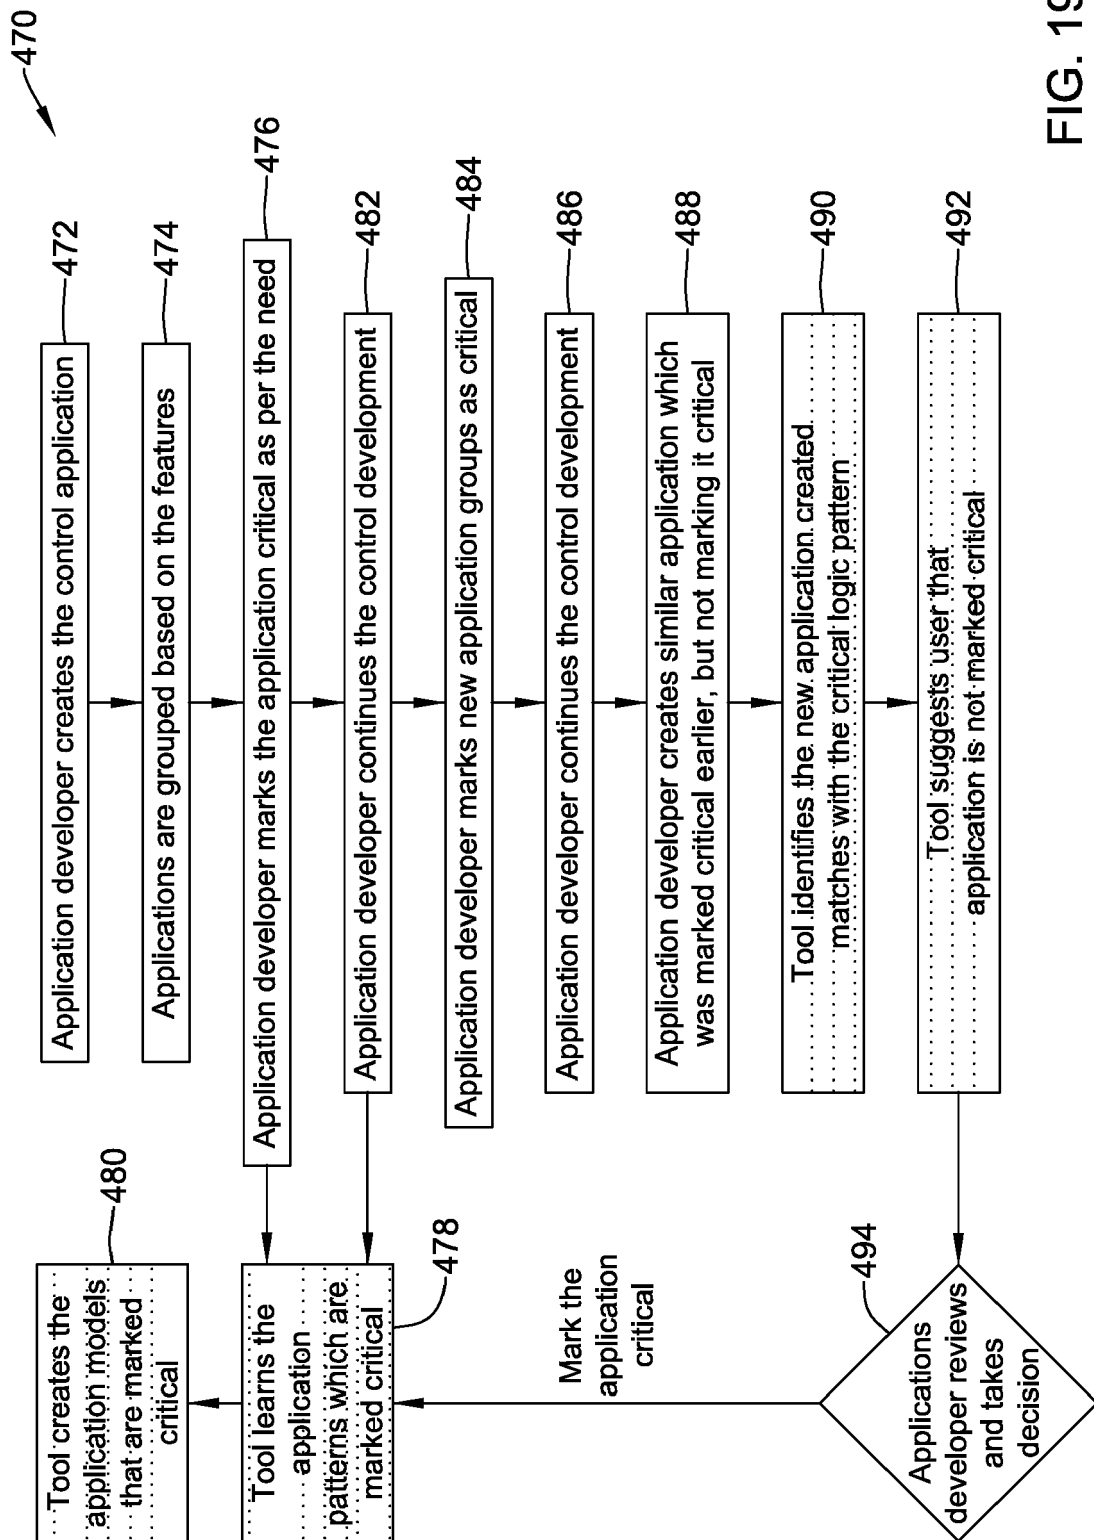 470
Application developer creates the control application
472
Applications are grouped based on the features
474
Application developer marks the application critical as per the need
476
Application developer continues the control development
482
Application developer marks new application groups as critical
484
Application developer continues the control development
486
Application developer creates similar application which
was marked critical earlier, but not marking it critical
488
Tool identifies the new application created
matches with the critical logic pattern
490
Tool suggests user that
application is not marked critical
492
Tool creates the
application models
that are marked
critical
480
Tool learns the
application
patterns which are
marked critical
478
Mark the
application
critical
Applications
developer reviews
and takes
decision
494
FIG. 19